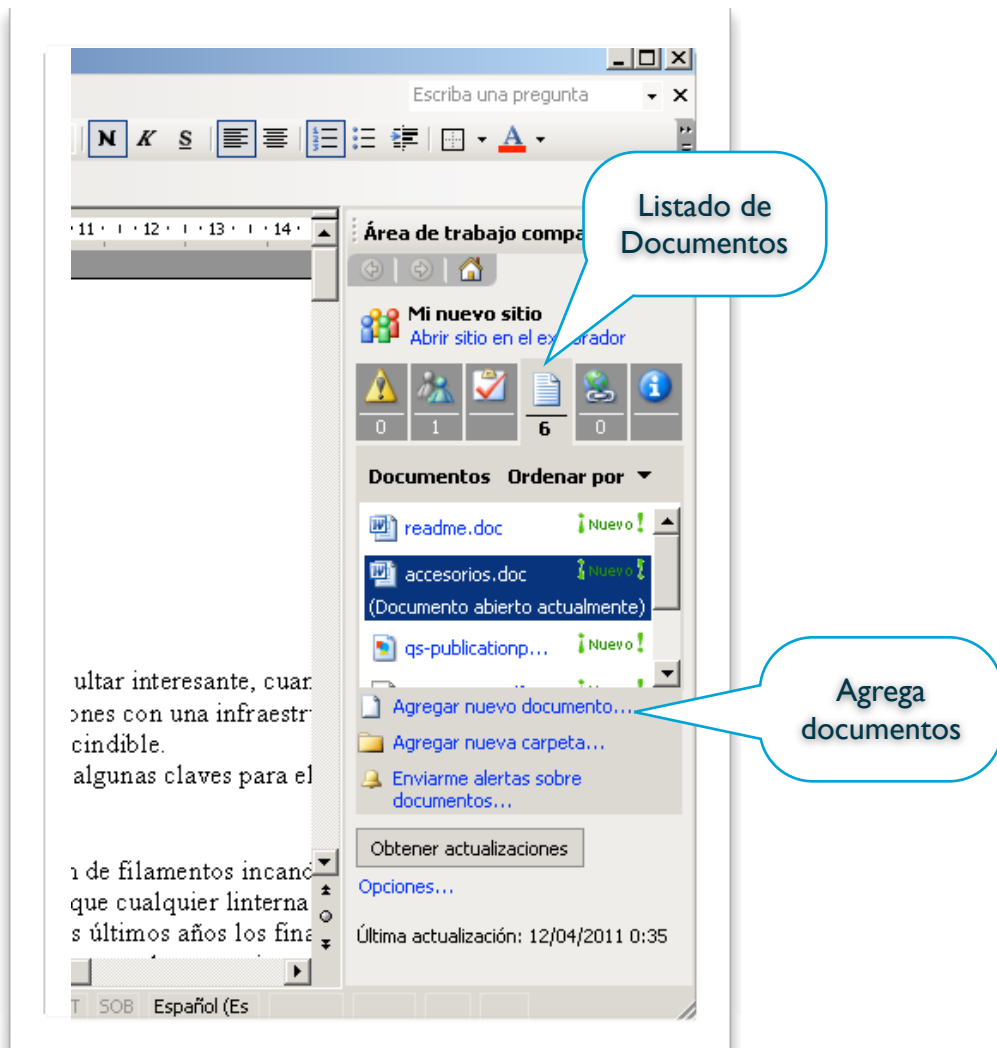 Escriba una pregunta
N K S
A
11 · 12 · 13 · 14
Listado de
Documentos
Área de trabajo compa
Mi nuevo sitio
Abrir sitio en el ex orador
0 1 6 0
Documentos Ordenar por
readme.doc ¡Nuevo!
accesorios.doc ¡Nuevo!
(Documento abierto actualmente)
qs-publicationp... ¡Nuevo!
Agregar nuevo documento...
Agregar nueva carpeta...
Enviarme alertas sobre
documentos...
Agrega
documentos
Obtener actualizaciones
Opciones...
Última actualización: 12/04/2011 0:35
ultar interesante, cuan
ones con una infraestr
cindible.
algunas claves para el
n de filamentos incand
que cualquier linterna
s últimos años los fina
T SOB Español (Es